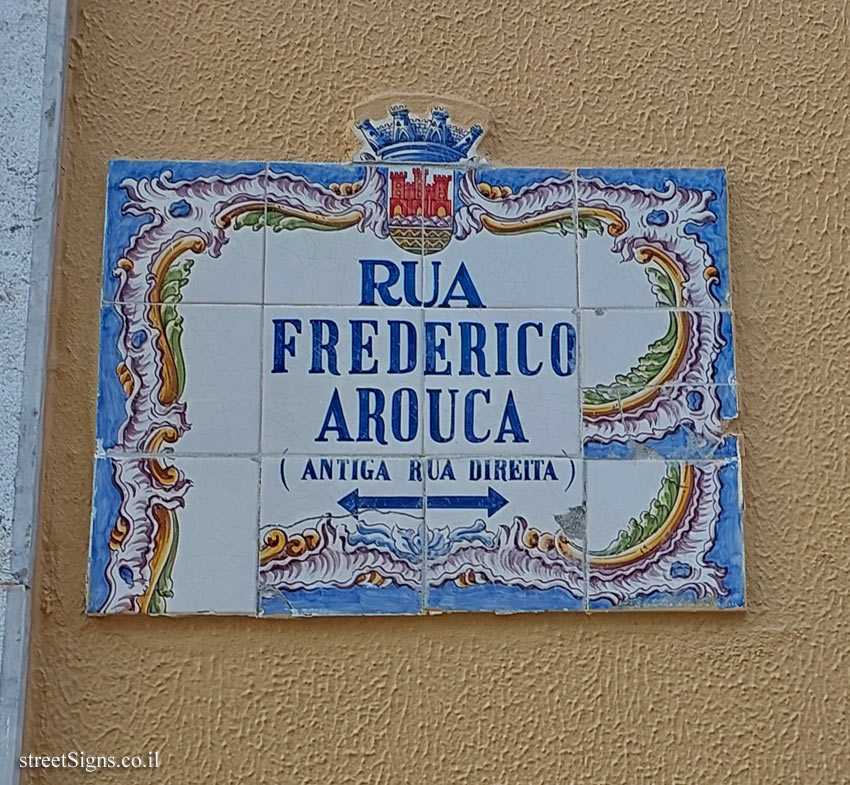 RUA
FREDERICO
AROUCA
(ANTIGA RUA DIREITA)
streetSigns.co.il